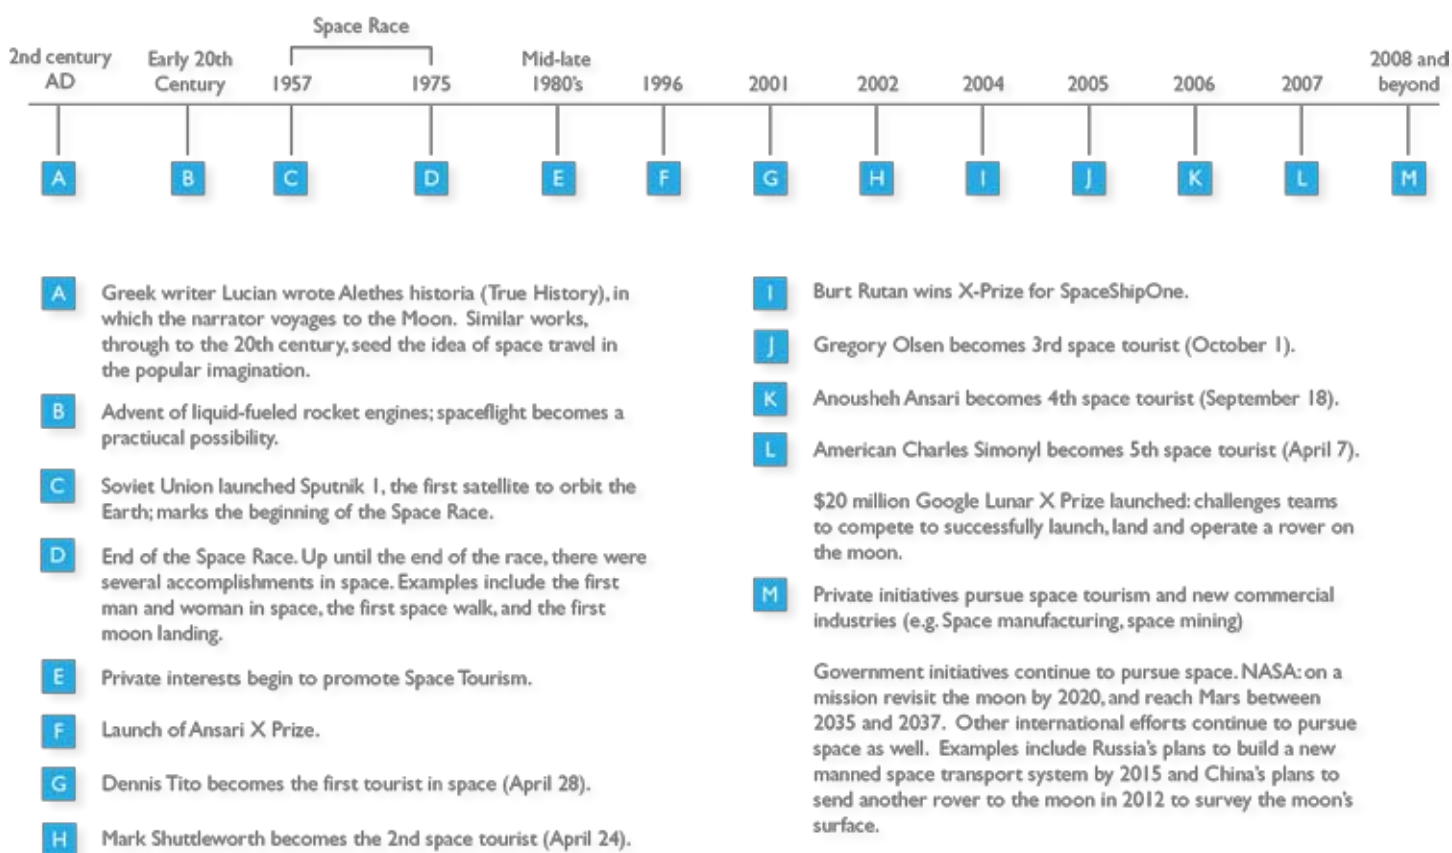 Space Race
2nd century
AD
Early 20th
Century
1957
1975
Mid-late
1980's
1996
2001
2002
2004
2005
2006
2007
2008 and
beyond
A
B
C
D
E
F
G
H
I
J
K
L
M
A
Greek writer Lucian wrote Alethes historia (True History), in
which the narrator voyages to the Moon. Similar works,
through to the 20th century, seed the idea of space travel in
the popular imagination.
B
Advent of liquid-fueled rocket engines; spaceflight becomes a
practiucal possibility.
C
Soviet Union launched Sputnik 1, the first satellite to orbit the
Earth; marks the beginning of the Space Race.
D
End of the Space Race. Up until the end of the race, there were
several accomplishments in space. Examples include the first
man and woman in space, the first space walk, and the first
moon landing.
E
Private interests begin to promote Space Tourism.
F
Launch of Ansari X Prize.
G
Dennis Tito becomes the first tourist in space (April 28).
H
Mark Shuttleworth becomes the 2nd space tourist (April 24).
I
Burt Rutan wins X-Prize for SpaceShipOne.
J
Gregory Olsen becomes 3rd space tourist (October 1).
K
Anousheh Ansari becomes 4th space tourist (September 18).
L
American Charles Simonyl becomes 5th space tourist (April 7).
$20 million Google Lunar X Prize launched: challenges teams
to compete to successfully launch, land and operate a rover on
the moon.
M
Private initiatives pursue space tourism and new commercial
industries (e.g. Space manufacturing, space mining)
Government initiatives continue to pursue space. NASA: on a
mission revisit the moon by 2020, and reach Mars between
2035 and 2037. Other international efforts continue to pursue
space as well. Examples include Russia's plans to build a new
manned space transport system by 2015 and China's plans to
send another rover to the moon in 2012 to survey the moon's
surface.